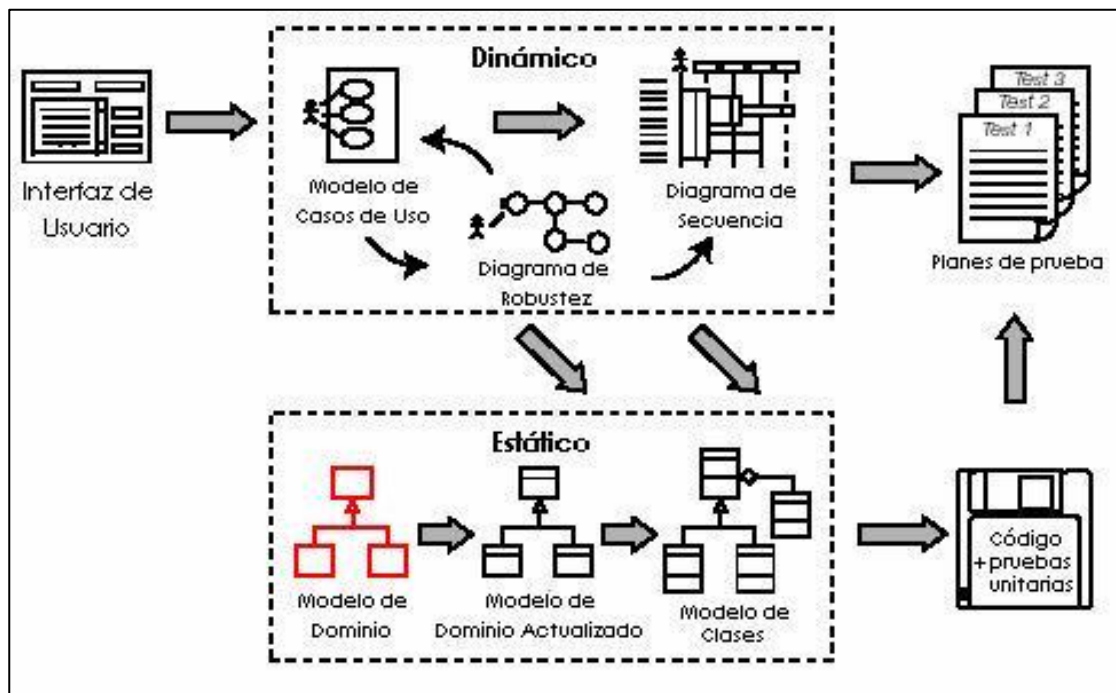 Dinámico
Interfaz de
Usuario
Modelo de
Casos de Uso
Diagrama de
Robustez
Diagrama de
Secuencia
Test 3
Test 2
Test 1
Planes de prueba
Estático
Modelo de
Dominio
Modelo de
Dominio Actualizado
Modelo de
Clases
Código
+ pruebas
unitarias